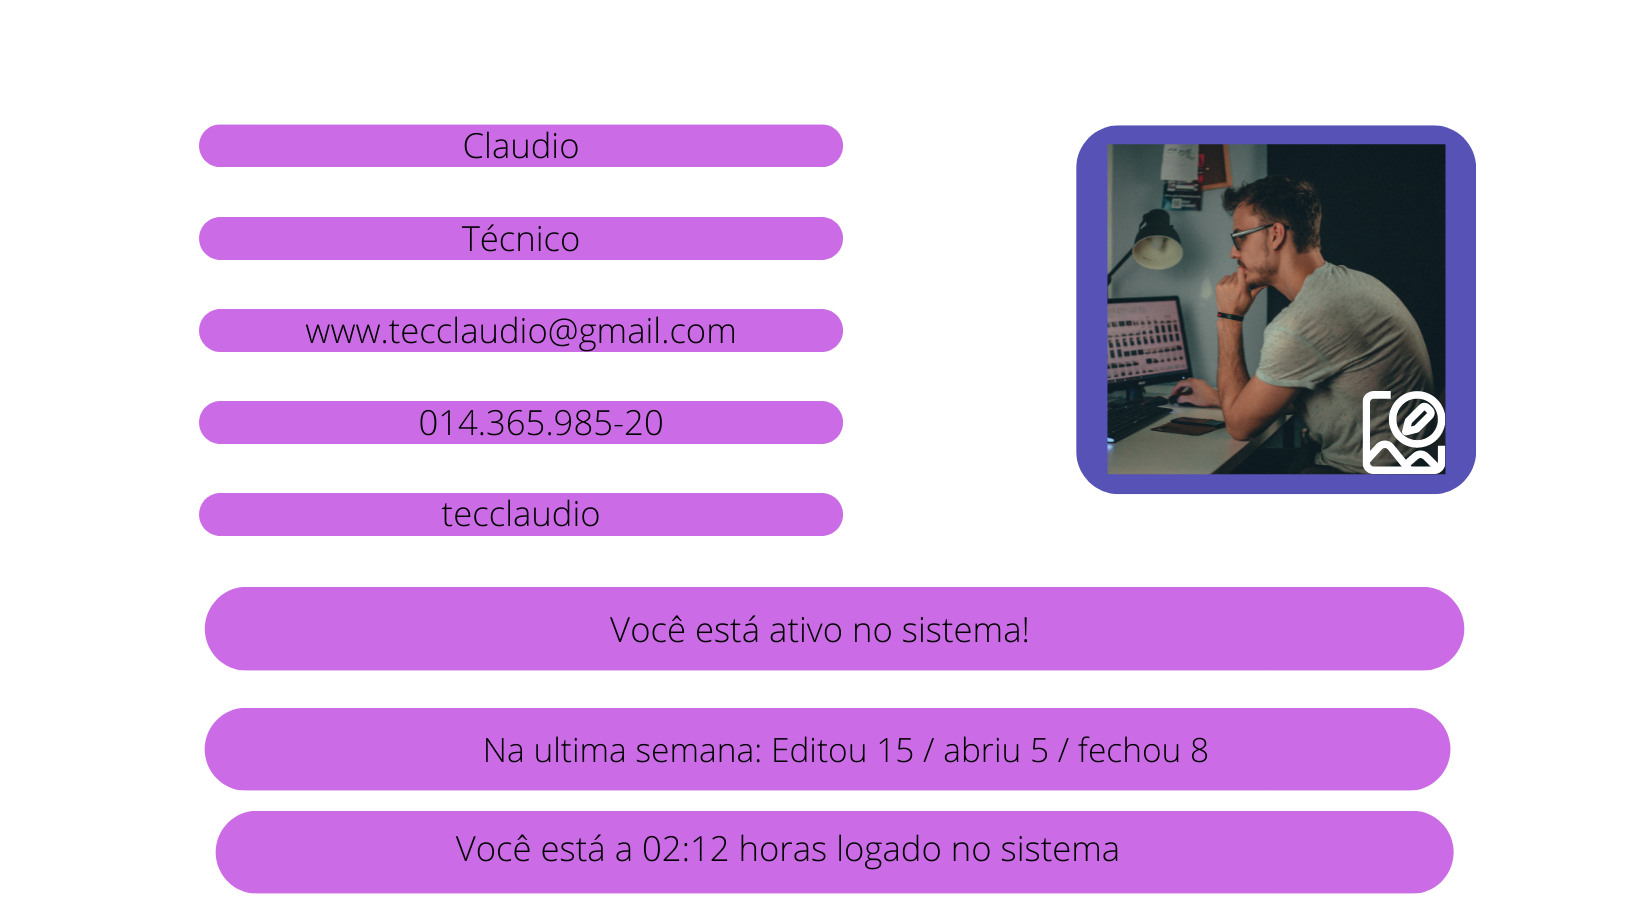 Claudio
Técnico
www.tecclaudio@gmail.com
014.365.985-20
tecclaudio
Você está ativo no sistema!
Na ultima semana: Editou 15 / abriu 5 / fechou 8
Você está a 02:12 horas logado no sistema